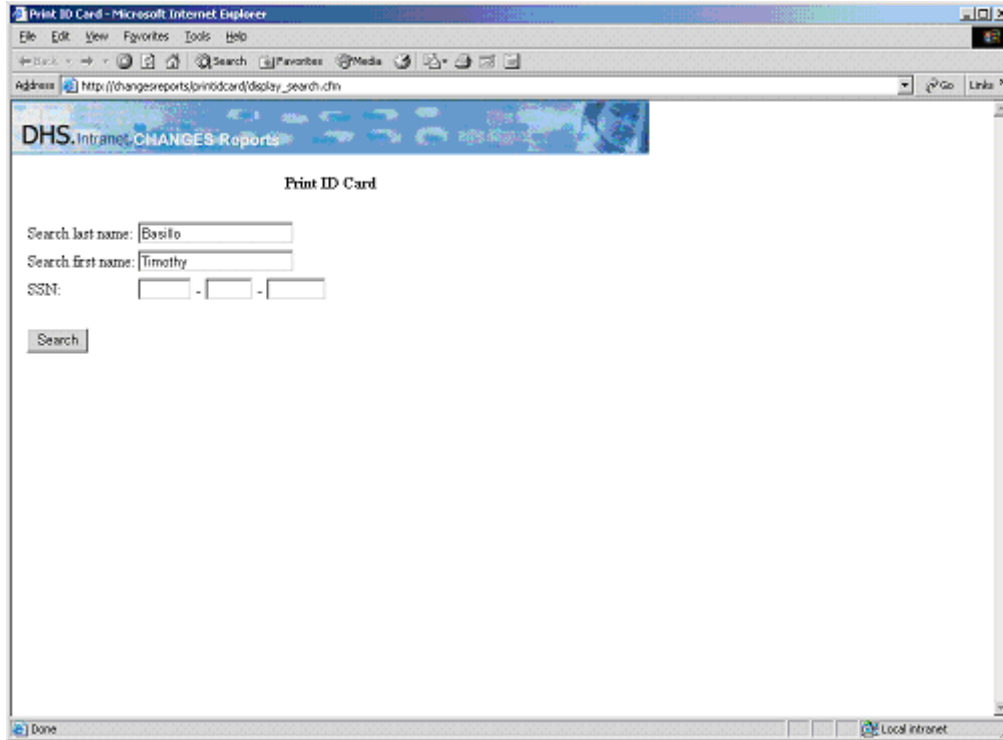 Print ID Card - Microsoft Internet Explorer
File Edit View Favorites Tools Help
Back Search Favorites Media
Address http://changesreports/printidcard/display_search.cfm Go Links
DHS.Intranet CHANGES Reports
Print ID Card
Search last name: Basillo
Search first name: Timothy
SSN: - -
Search
Done Local intranet